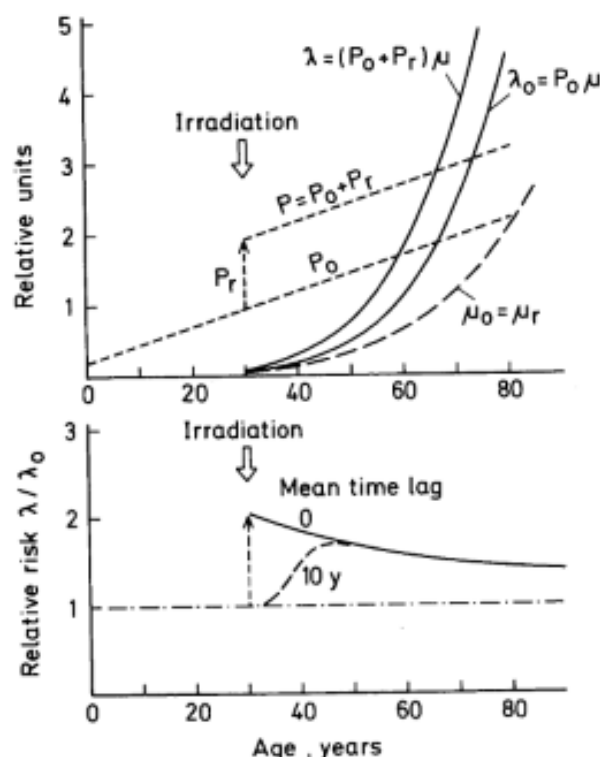 5
4
3
2
1
Relative units
λ=(P₀+Pᵣ)μ
λ₀=P₀μ
Irradiation
P=P₀+Pᵣ
Pᵣ
P₀
μ₀=μᵣ
0 20 40 60 80
3
2
1
Relative risk λ/λ₀
Irradiation
Mean time lag
0
10 y
0 20 40 60 80
Age, years